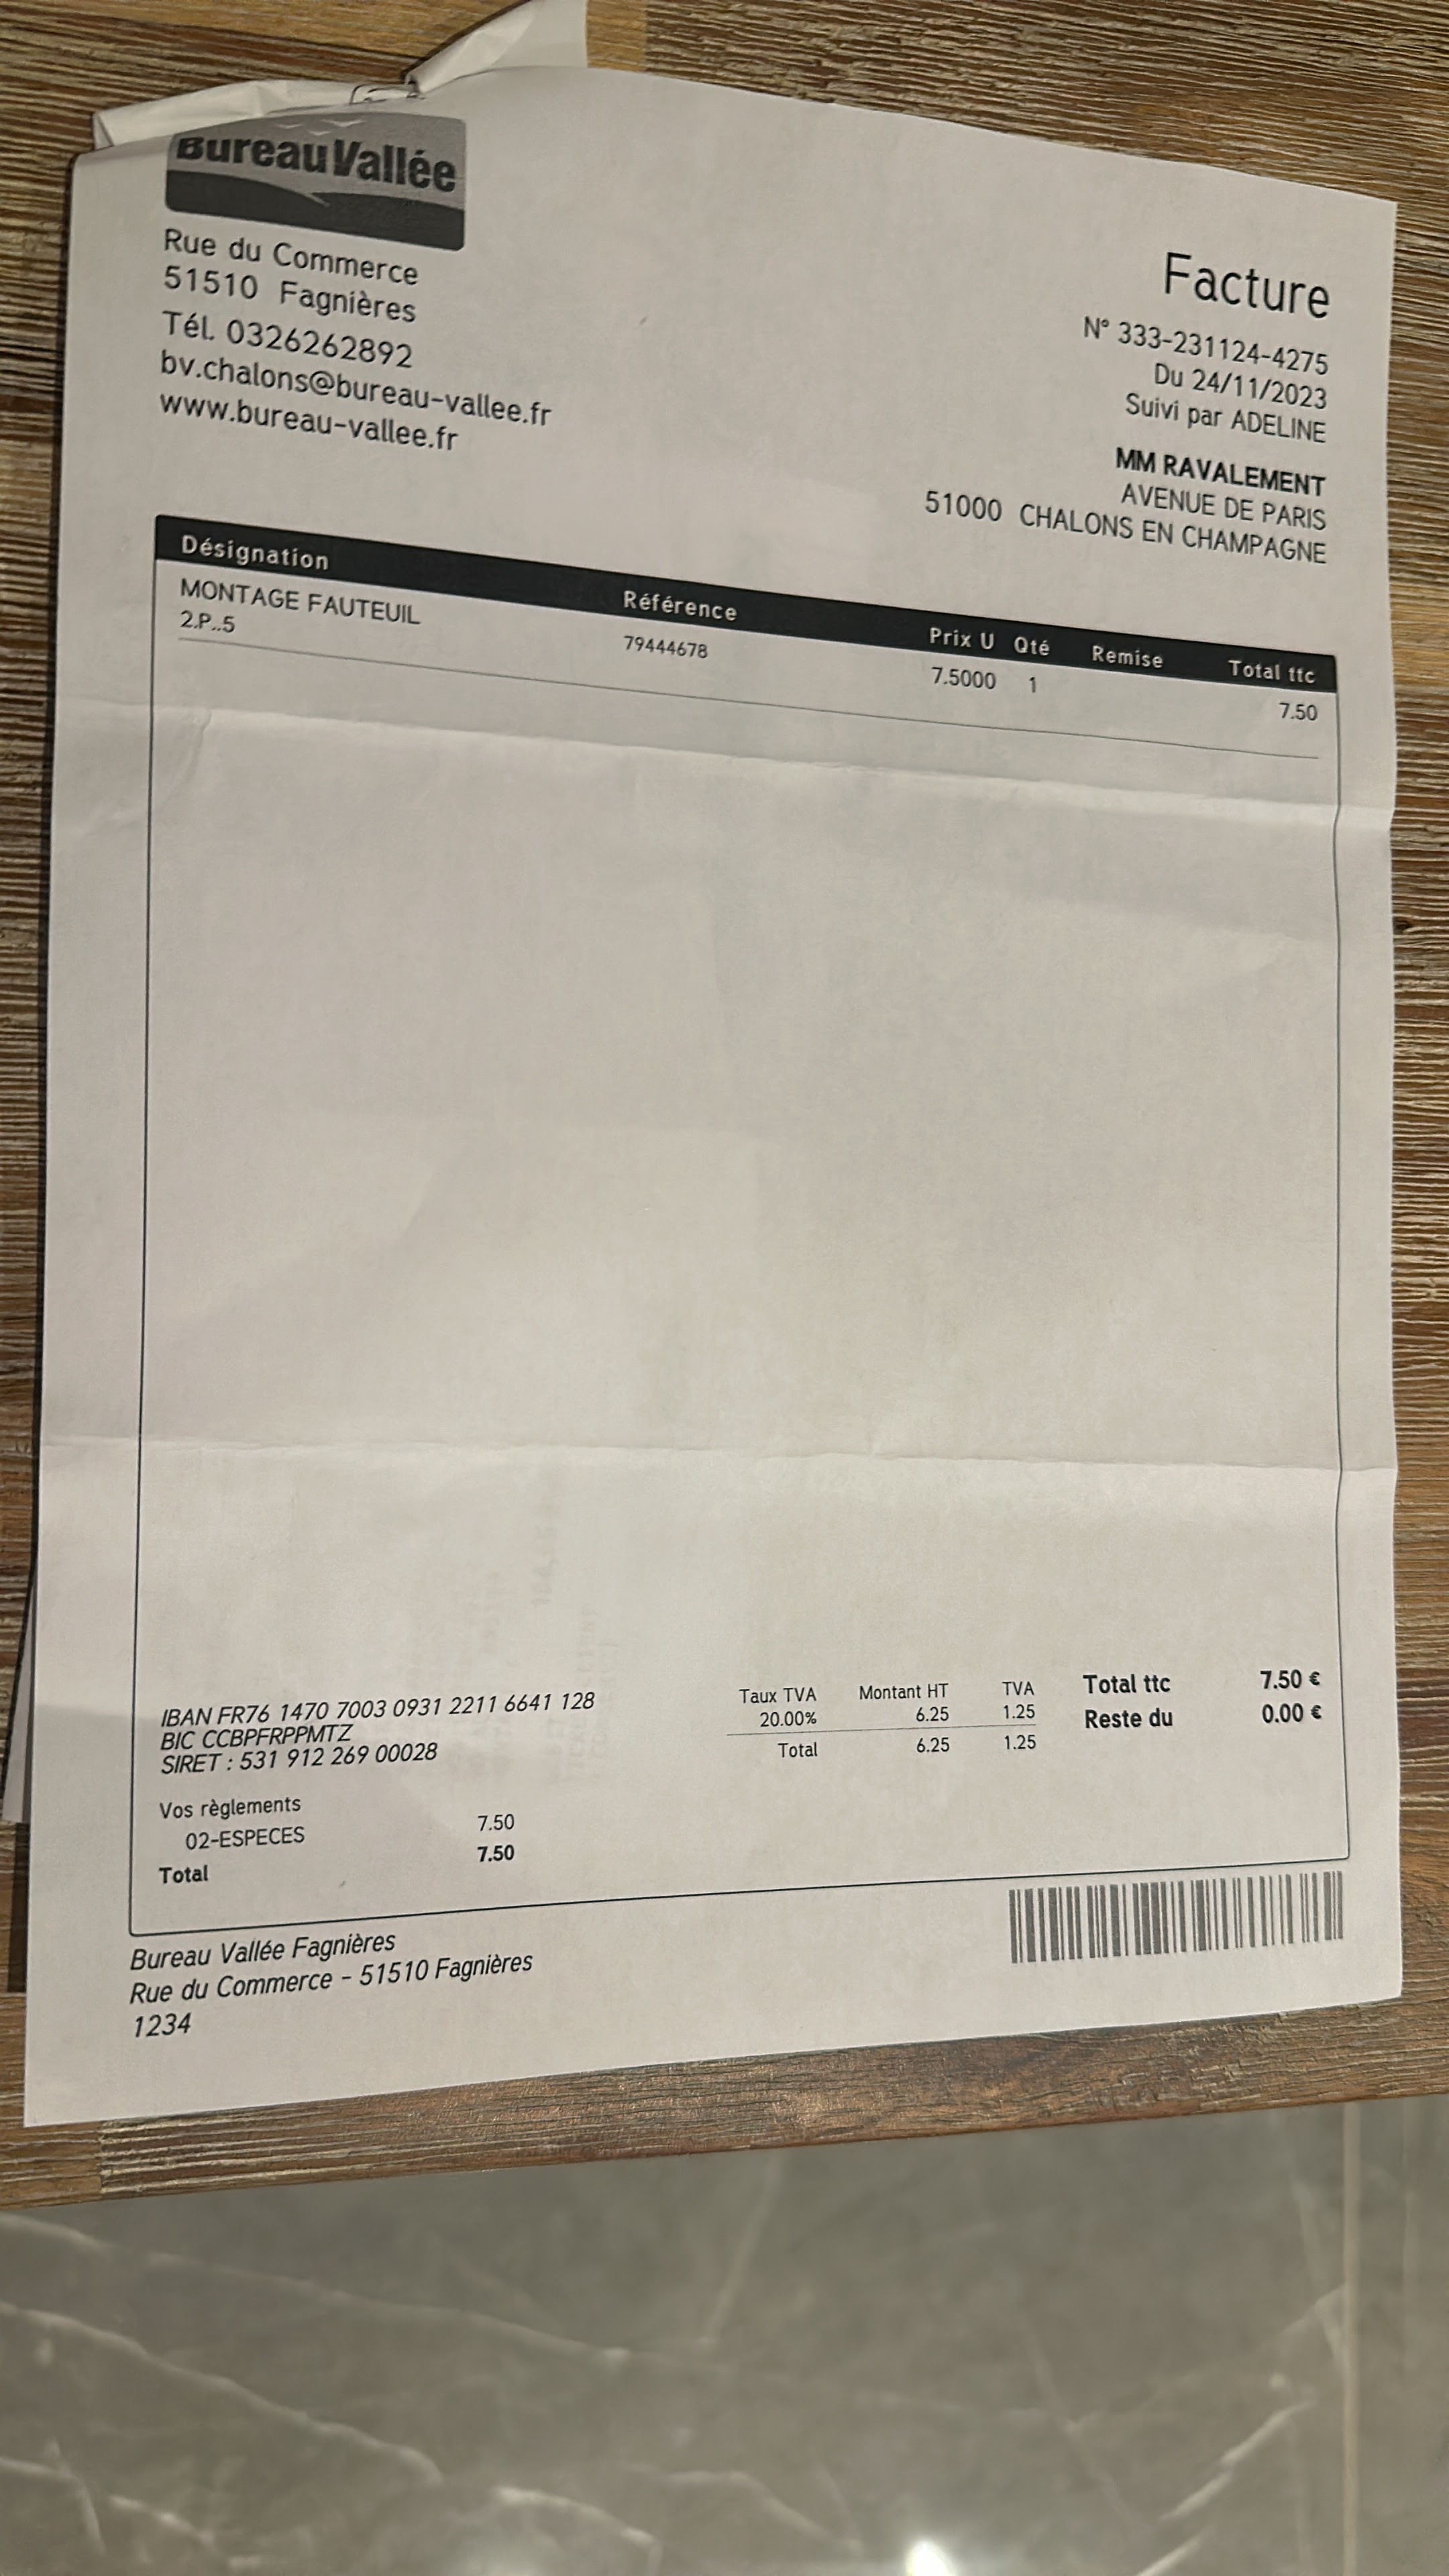 BureauVallée
Rue du Commerce
51510 Fagnières
Tél. 0326262892
bv.chalons@bureau-vallee.fr
www.bureau-vallee.fr
Facture
N° 333-231124-4275
Du 24/11/2023
Suivi par ADELINE
MM RAVALEMENT
AVENUE DE PARIS
51000 CHALONS EN CHAMPAGNE
Désignation Référence Prix U Qté Remise Total ttc
MONTAGE FAUTEUIL 79444678 7.5000 1 7.50
2.P..5
IBAN FR76 1470 7003 0931 2211 6641 128
BIC CCBPFRPPMTZ
SIRET : 531 912 269 00028
Taux TVA Montant HT TVA
20.00% 6.25 1.25
Total 6.25 1.25
Total ttc 7.50 €
Reste du 0.00 €
Vos règlements
02-ESPECES 7.50
Total 7.50
Bureau Vallée Fagnières
Rue du Commerce - 51510 Fagnières
1234